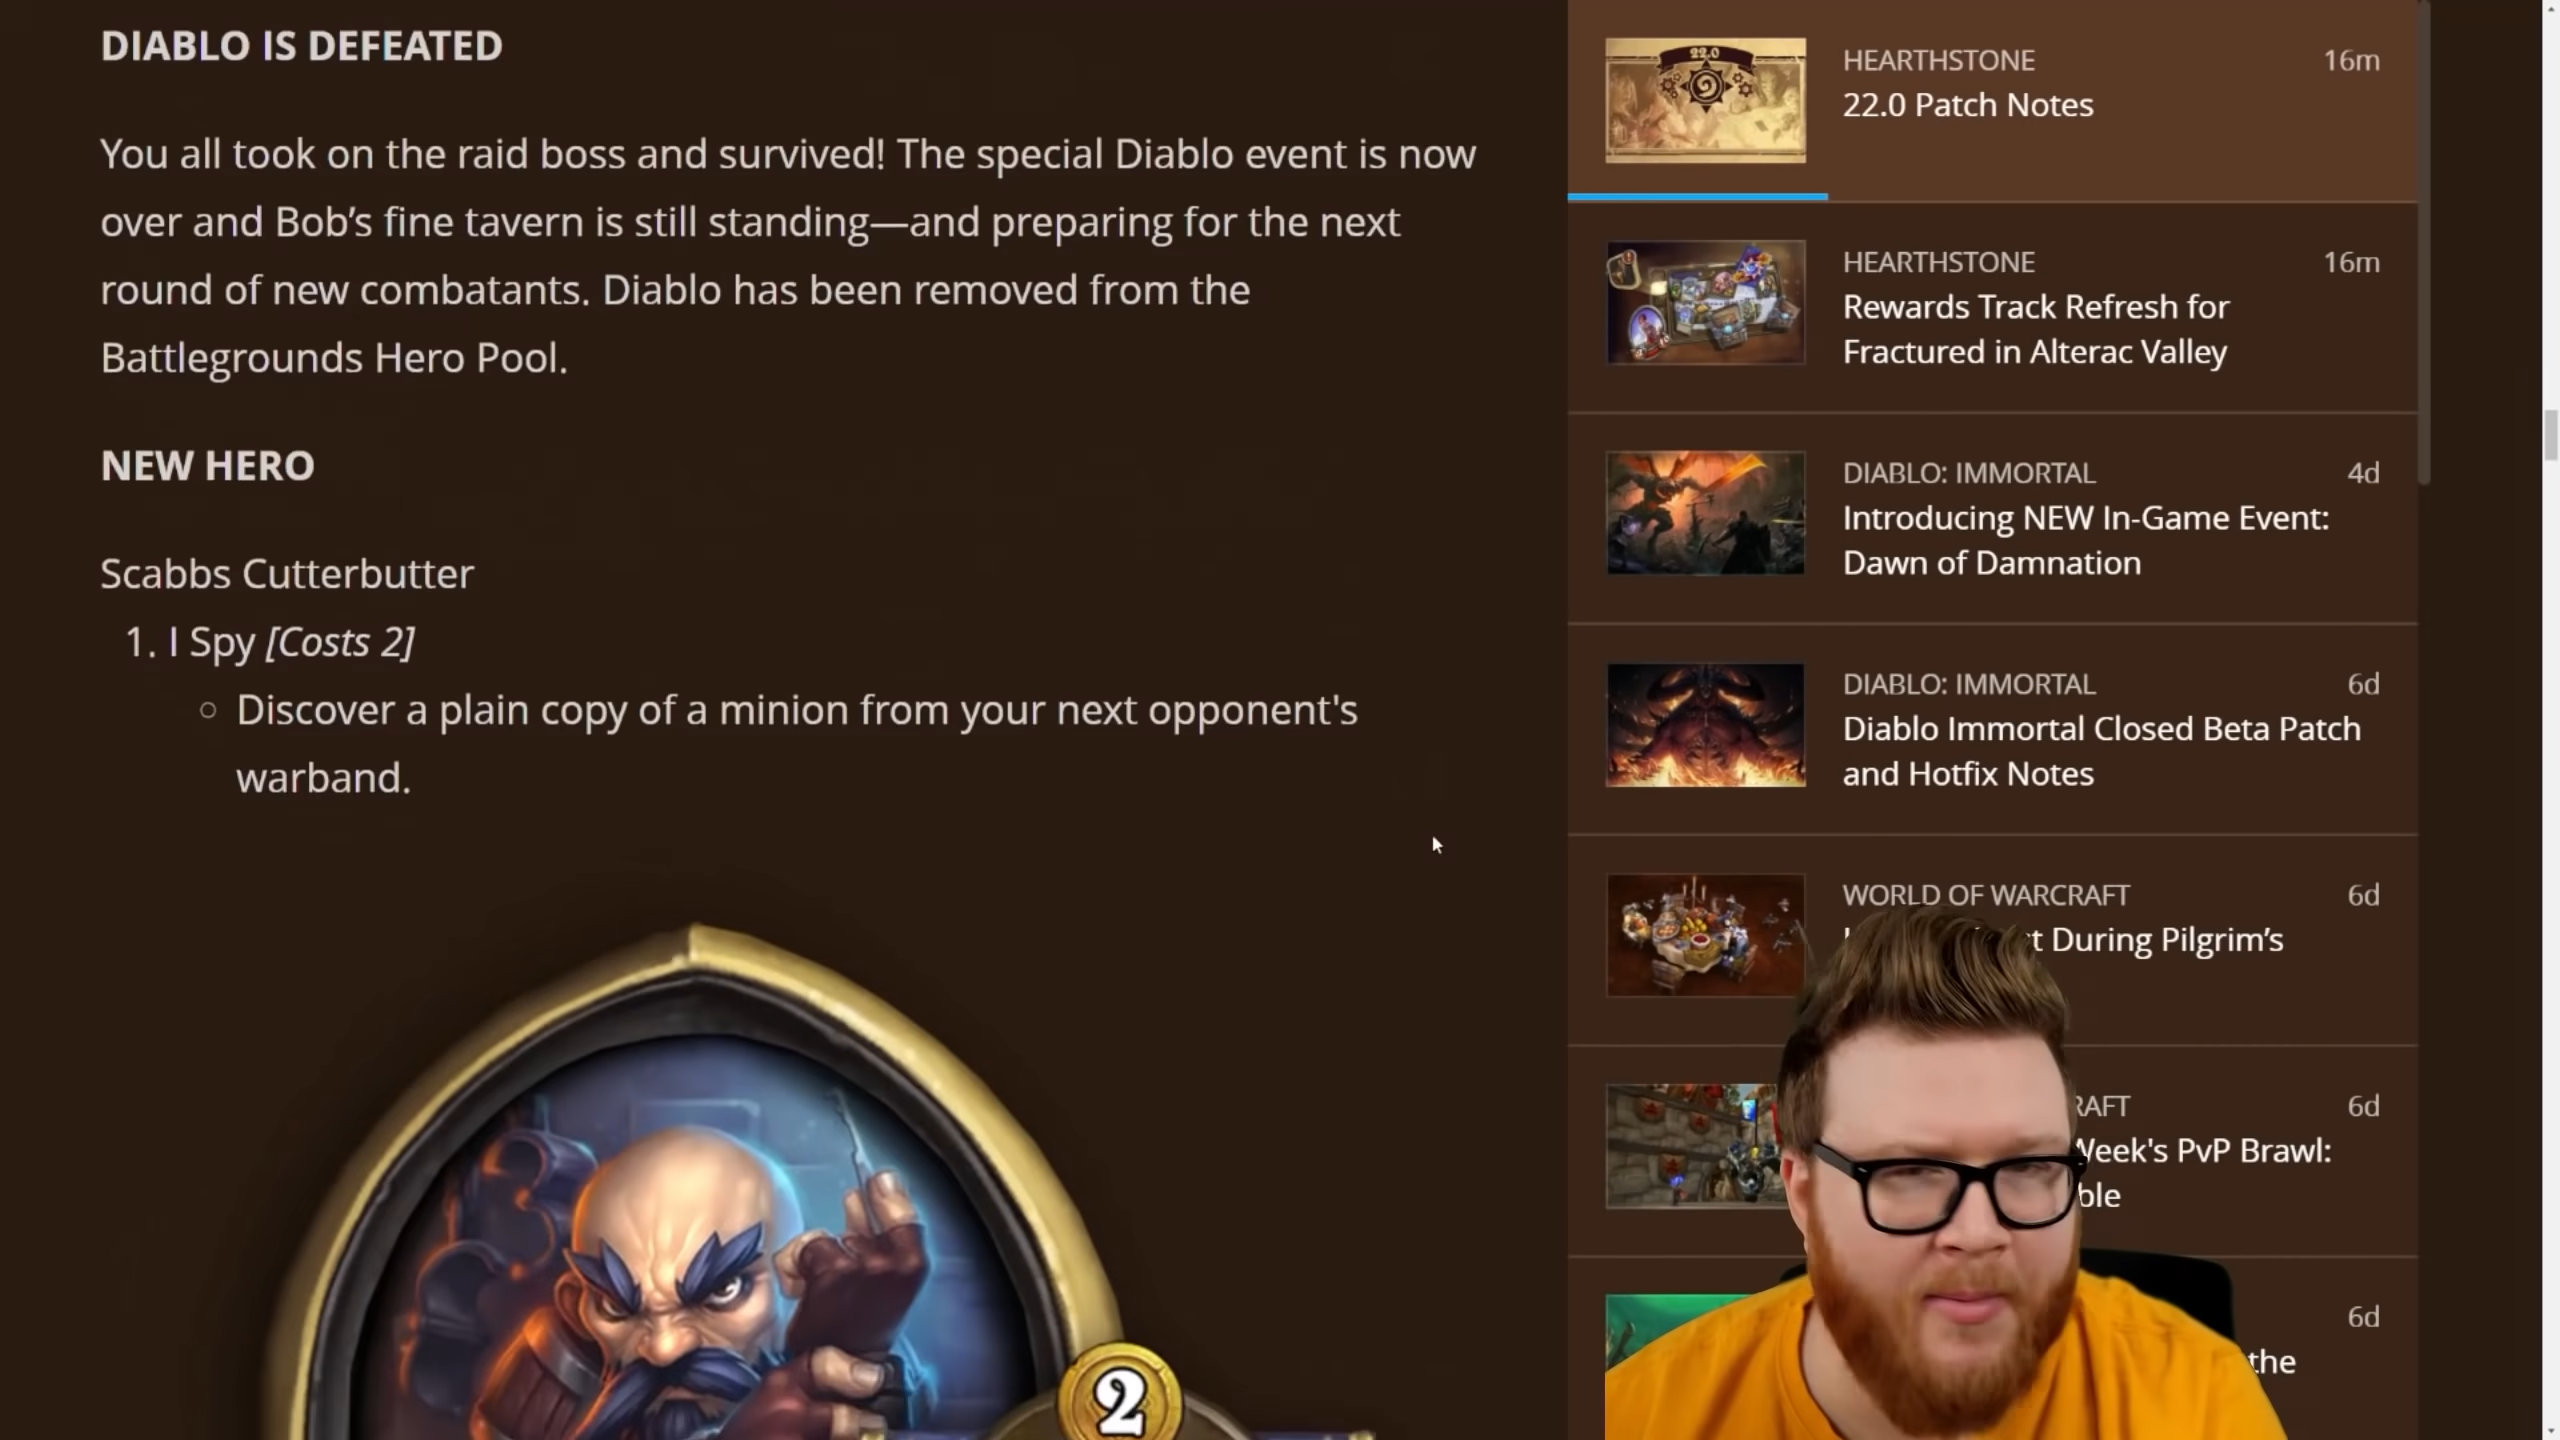 DIABLO IS DEFEATED
You all took on the raid boss and survived! The special Diablo event is now
over and Bob’s fine tavern is still standing—and preparing for the next
round of new combatants. Diablo has been removed from the
Battlegrounds Hero Pool.
NEW HERO
Scabbs Cutterbutter
1. I Spy [Costs 2]
○ Discover a plain copy of a minion from your next opponent's
warband.
2
22.0
HEARTHSTONE 16m
22.0 Patch Notes
HEARTHSTONE 16m
Rewards Track Refresh for
Fractured in Alterac Valley
DIABLO: IMMORTAL 4d
Introducing NEW In-Game Event:
Dawn of Damnation
DIABLO: IMMORTAL 6d
Diablo Immortal Closed Beta Patch
and Hotfix Notes
WORLD OF WARCRAFT 6d
During Pilgrim’s
6d
Week's PvP Brawl:
6d
the